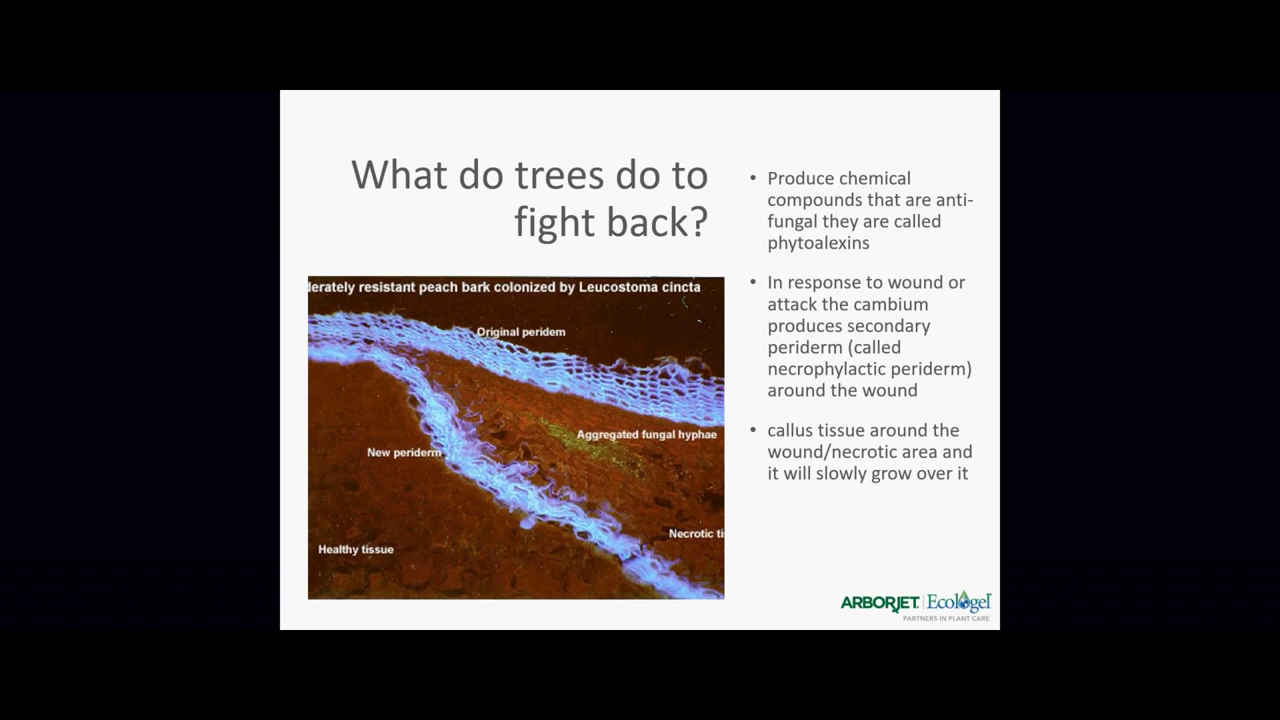 What do trees do to
fight back?
derately resistant peach bark colonized by Leucostoma cincta
Original peridem
Aggregated fungal hyphae
New periderm
Necrotic ti
Healthy tissue
• Produce chemical
compounds that are anti-
fungal they are called
phytoalexins
• In response to wound or
attack the cambium
produces secondary
periderm (called
necrophylactic periderm)
around the wound
• callus tissue around the
wound/necrotic area and
it will slowly grow over it
ARBORJET | Ecologel
PARTNERS IN PLANT CARE